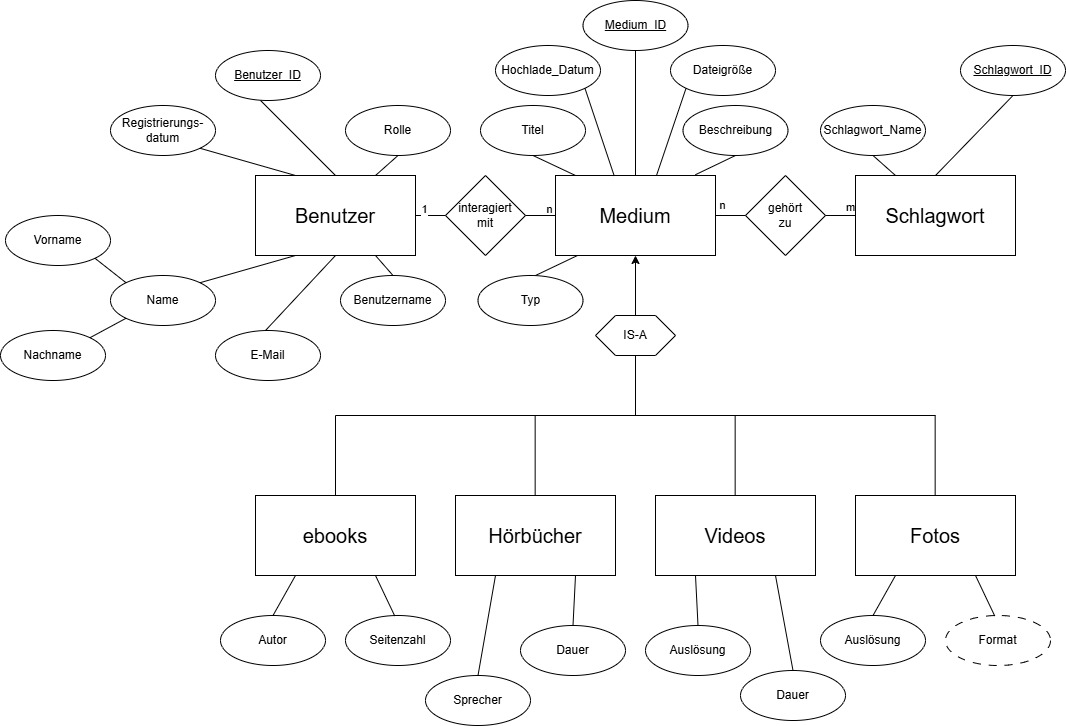 Medium_ID
Hochlade_Datum
Dateigröße
Benutzer_ID
Schlagwort_ID
Registrierungs-
datum
Rolle
Titel
Beschreibung
Schlagwort_Name
Benutzer
1
interagiert
mit
n
Medium
n
gehört
zu
m
Schlagwort
Vorname
Name
Benutzername
Typ
Nachname
E-Mail
IS-A
ebooks
Hörbücher
Videos
Fotos
Autor
Seitenzahl
Dauer
Auslösung
Auslösung
Format
Sprecher
Dauer